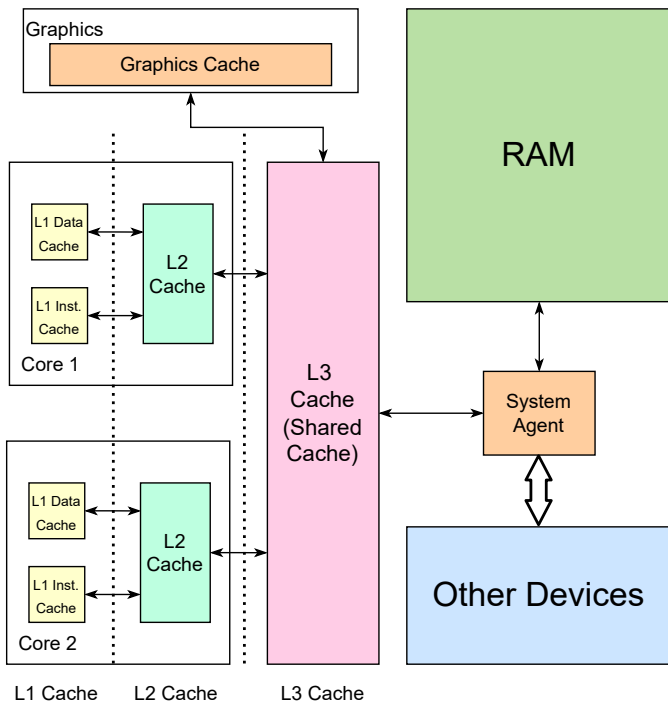 Graphics
Graphics Cache
RAM
L1 Data
Cache
L2
Cache
L1 Inst.
Cache
Core 1
L3
Cache
(Shared
Cache)
System
Agent
L1 Data
Cache
L2
Cache
L1 Inst.
Cache
Core 2
Other Devices
L1 Cache
L2 Cache
L3 Cache